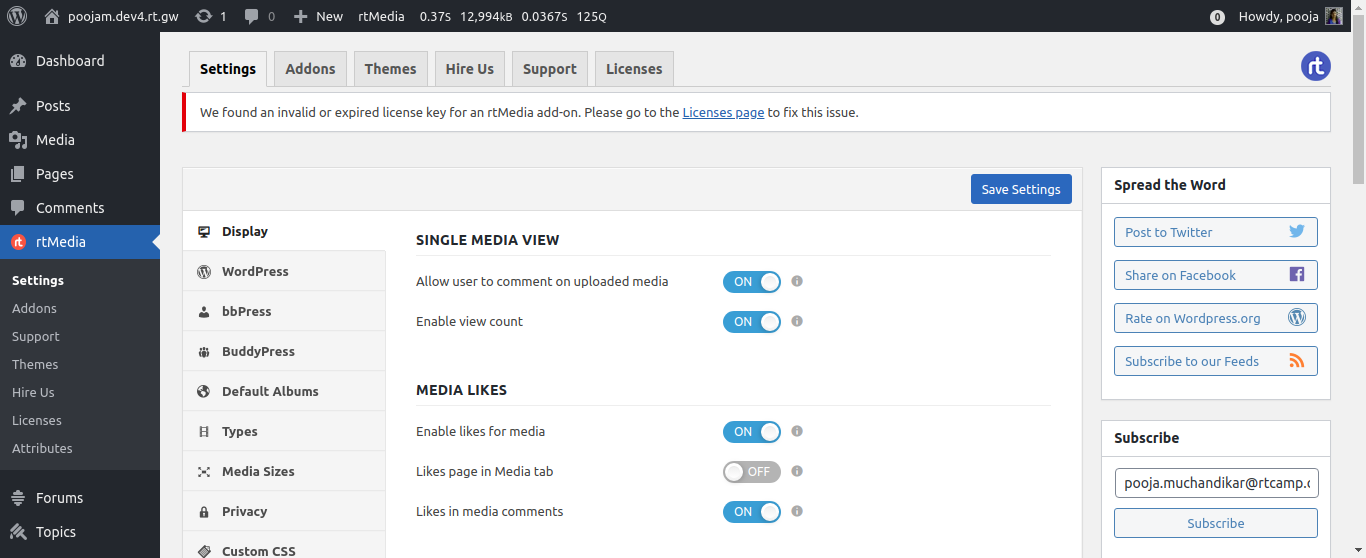 poojam.dev4.rt.gw 1 0 New rtMedia 0.37S 12,994kB 0.0367S 125Q 0 Howdy, pooja
Dashboard
Posts
Media
Pages
Comments
rt rtMedia
Settings
Addons
Support
Themes
Hire Us
Licenses
Attributes
Forums
Topics
Settings Addons Themes Hire Us Support Licenses rt
We found an invalid or expired license key for an rtMedia add-on. Please go to the Licenses page to fix this issue.
Save Settings
Display
WordPress
bbPress
BuddyPress
Default Albums
Types
Media Sizes
Privacy
Custom CSS
SINGLE MEDIA VIEW
Allow user to comment on uploaded media ON
Enable view count ON
MEDIA LIKES
Enable likes for media ON
Likes page in Media tab OFF
Likes in media comments ON
Spread the Word
Post to Twitter
Share on Facebook
Rate on Wordpress.org
Subscribe to our Feeds
Subscribe
pooja.muchandikar@rtcamp.c
Subscribe